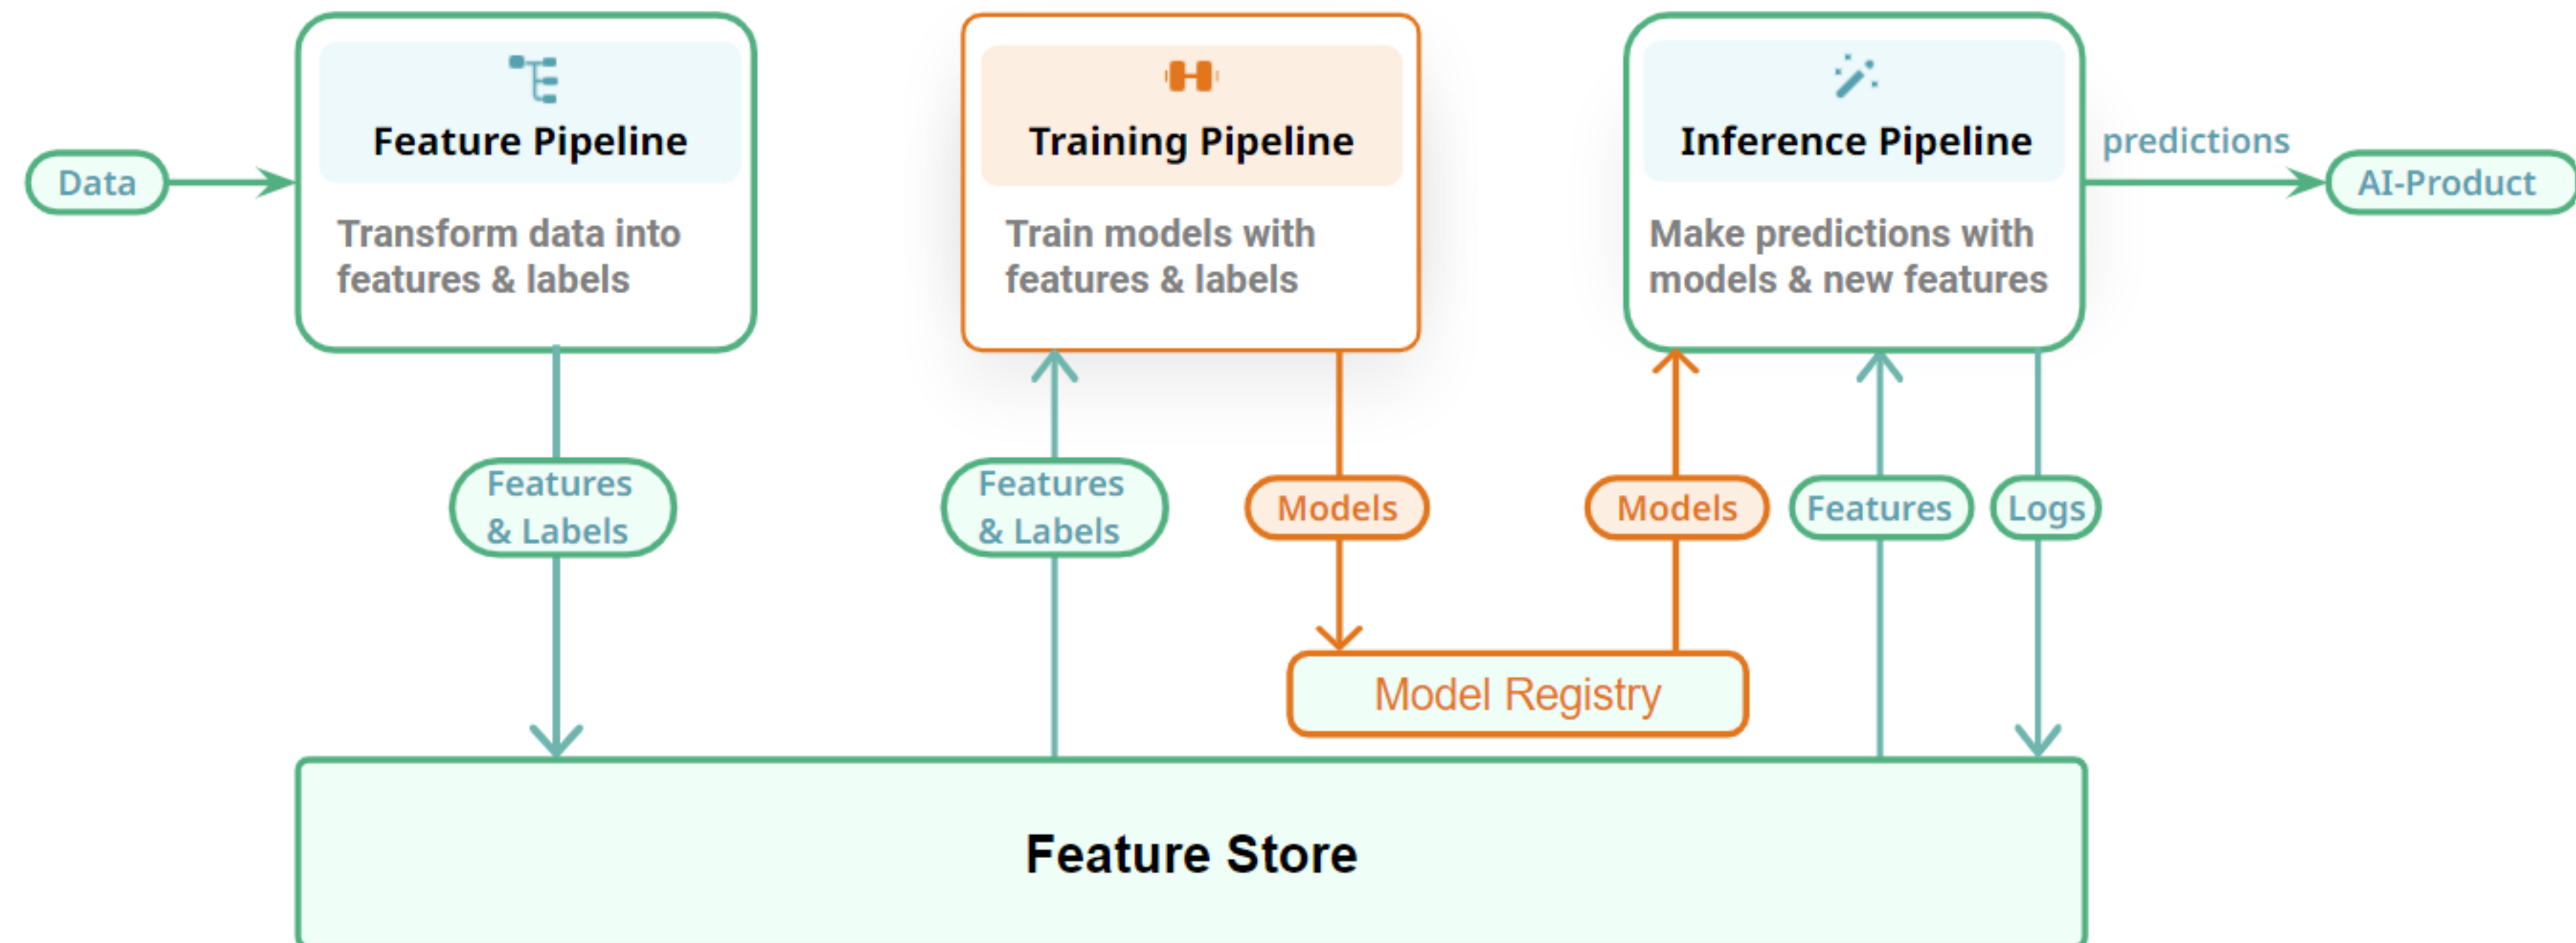 Feature Pipeline
Transform data into
features & labels
Training Pipeline
Train models with
features & labels
Inference Pipeline
Make predictions with
models & new features
Data
predictions
AI-Product
Features
& Labels
Features
& Labels
Models
Models
Features
Logs
Model Registry
Feature Store